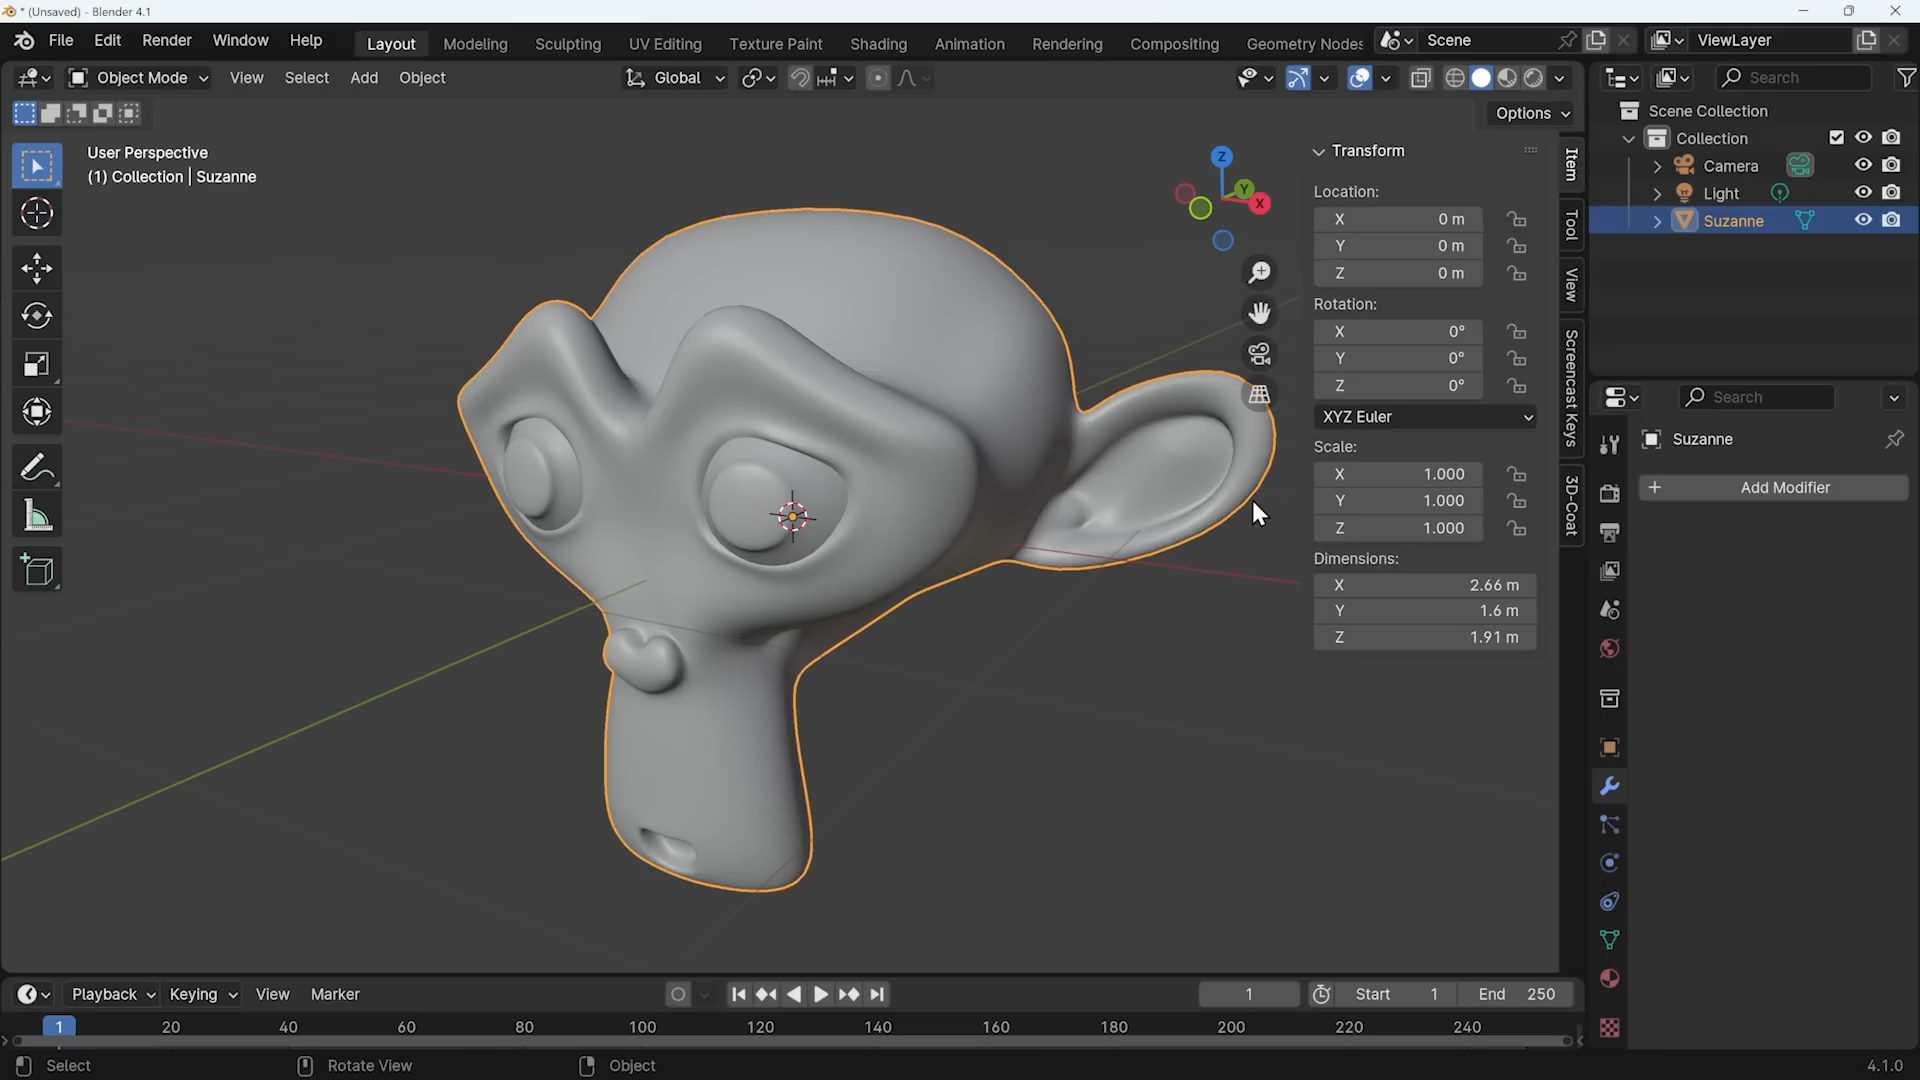 * (Unsaved) - Blender 4.1
File Edit Render Window Help Layout Modeling Sculpting UV Editing Texture Paint Shading Animation Rendering Compositing Geometry Nodes Scene ViewLayer
Object Mode View Select Add Object Global Search
Options
User Perspective
(1) Collection | Suzanne
Z
Y
X
Transform
Location:
X 0 m
Y 0 m
Z 0 m
Rotation:
X 0°
Y 0°
Z 0°
XYZ Euler
Scale:
X 1.000
Y 1.000
Z 1.000
Dimensions:
X 2.66 m
Y 1.6 m
Z 1.91 m
Item
Tool
View
Screencast Keys
3D-Coat
Scene Collection
Collection
Camera
Light
Suzanne
Search
Suzanne
+ Add Modifier
Playback Keying View Marker 1 Start 1 End 250
1 20 40 60 80 100 120 140 160 180 200 220 240
Select Rotate View Object 4.1.0